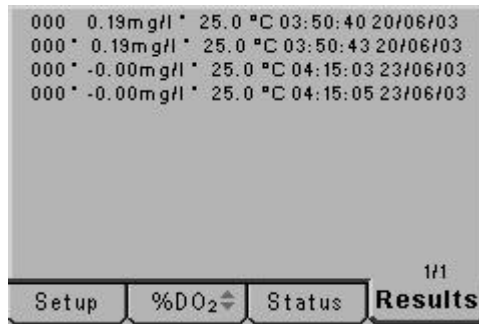 000 0.19mg/l * 25.0 °C 03:50:40 20/06/03
000 * 0.19mg/l * 25.0 °C 03:50:43 20/06/03
000 * -0.00mg/l * 25.0 °C 04:15:03 23/06/03
000 * -0.00mg/l * 25.0 °C 04:15:05 23/06/03
1/1
Setup %DO₂ Status Results